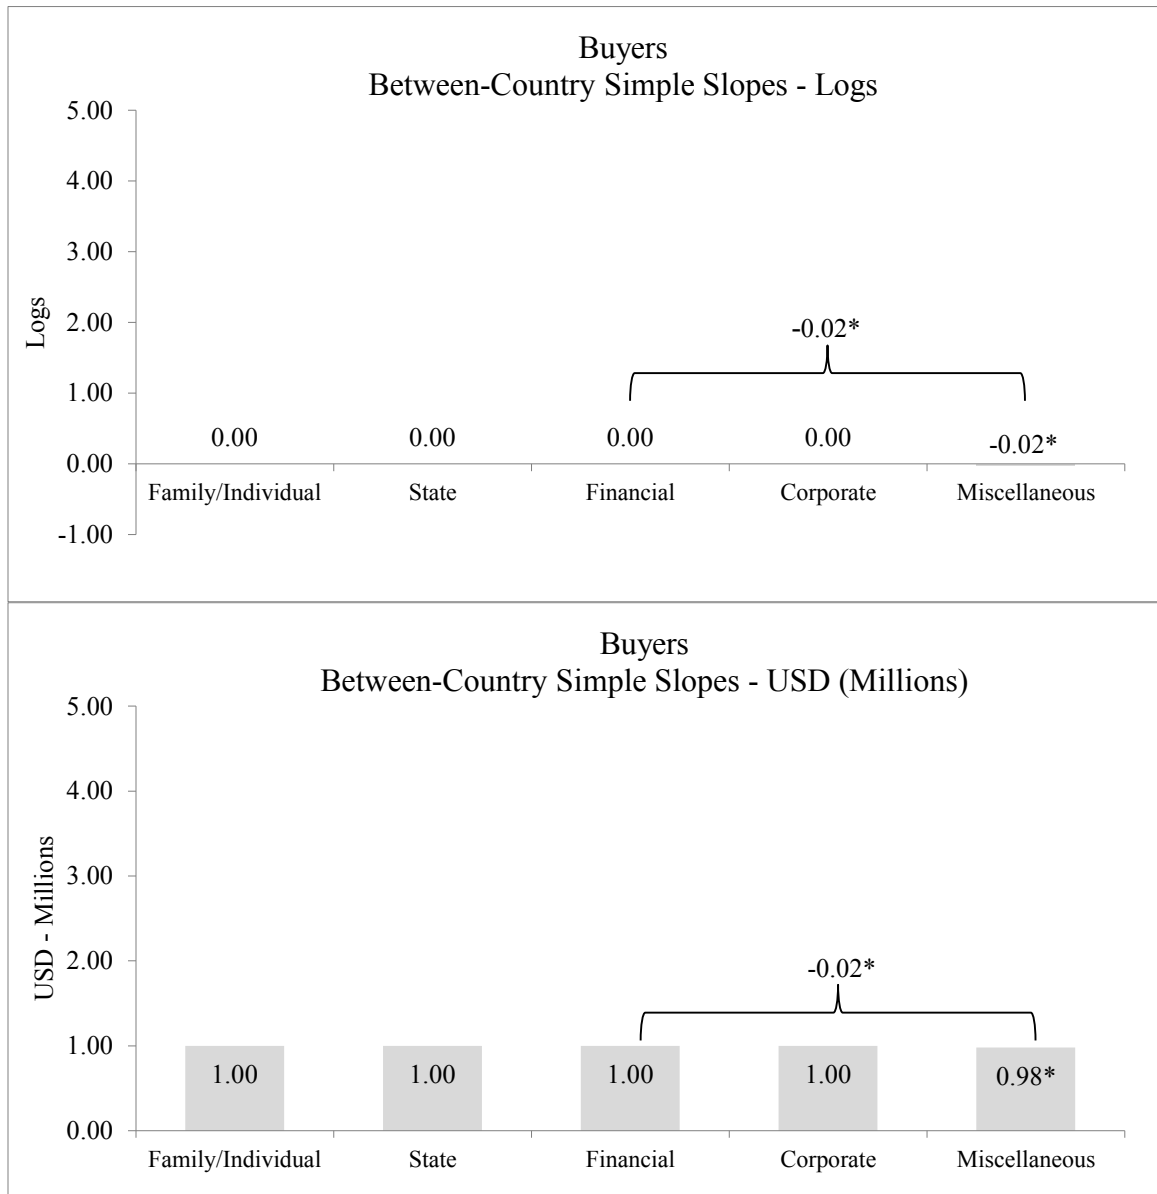 Buyers
Between-Country Simple Slopes - Logs
5.00
4.00
3.00
2.00
1.00
0.00
-1.00
Logs
-0.02*
0.00 0.00 0.00 0.00 -0.02*
Family/Individual State Financial Corporate Miscellaneous
Buyers
Between-Country Simple Slopes - USD (Millions)
5.00
4.00
3.00
2.00
1.00
0.00
USD - Millions
-0.02*
1.00 1.00 1.00 1.00 0.98*
Family/Individual State Financial Corporate Miscellaneous